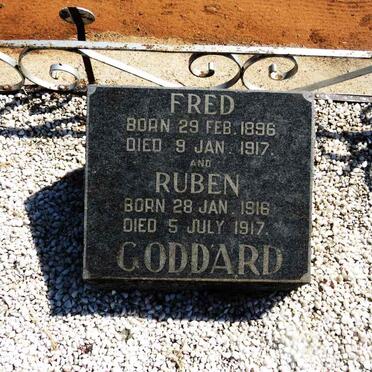 FRED
BORN 29 FEB. 1896
DIED 9 JAN. 1917.
AND
RUBEN
BORN 28 JAN. 1916
DIED 5 JULY 1917.
GODDARD